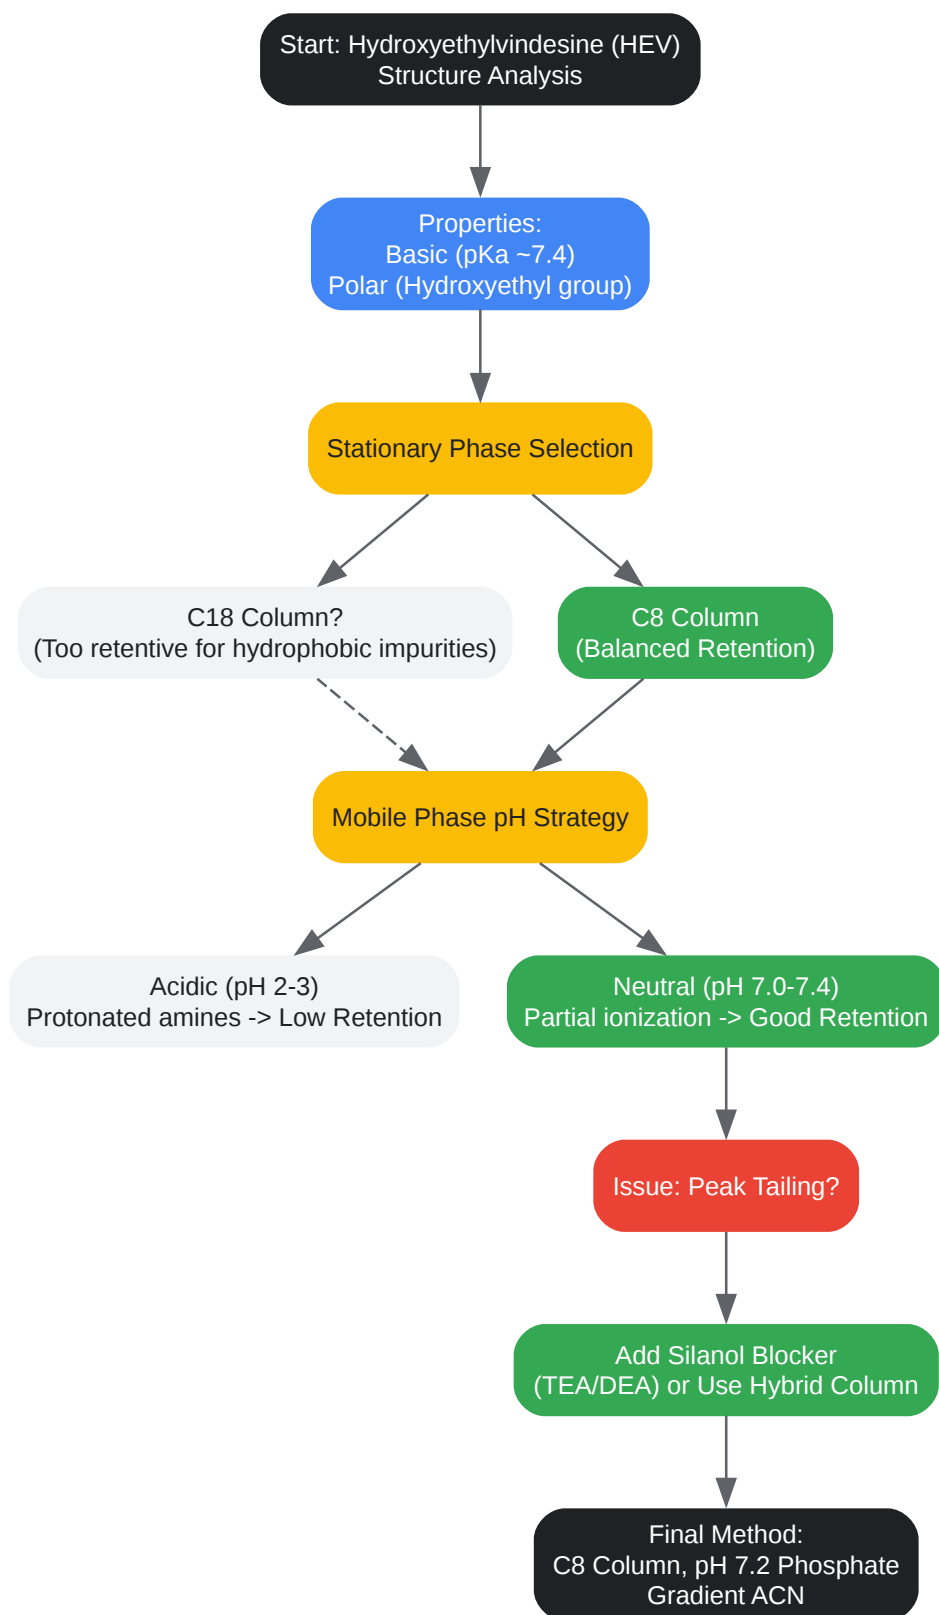 Start: Hydroxyethylvindesine (HEV)
Structure Analysis
Properties:
Basic (pKa ~7.4)
Polar (Hydroxyethyl group)
Stationary Phase Selection
C18 Column?
(Too retentive for hydrophobic impurities)
C8 Column
(Balanced Retention)
Mobile Phase pH Strategy
Acidic (pH 2-3)
Protonated amines -> Low Retention
Neutral (pH 7.0-7.4)
Partial ionization -> Good Retention
Issue: Peak Tailing?
Add Silanol Blocker
(TEA/DEA) or Use Hybrid Column
Final Method:
C8 Column, pH 7.2 Phosphate
Gradient ACN